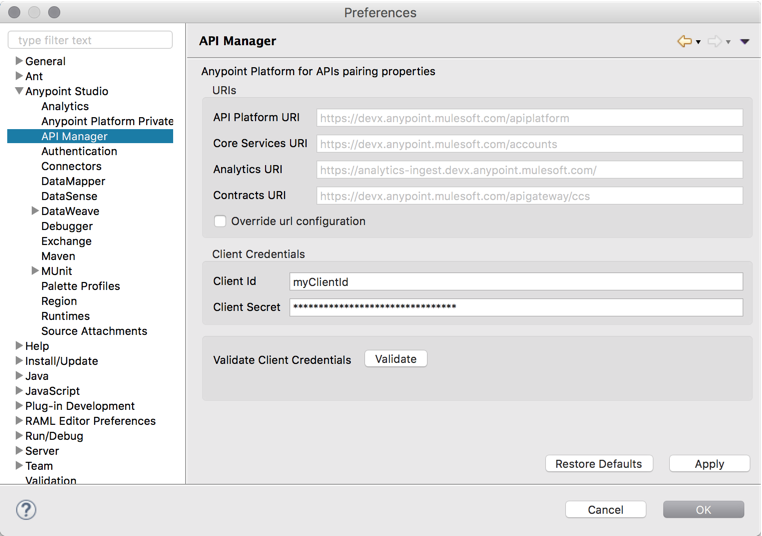 Preferences
type filter text
General
Ant
Anypoint Studio
Analytics
Anypoint Platform Private
API Manager
Authentication
Connectors
DataMapper
DataSense
DataWeave
Debugger
Exchange
Maven
MUnit
Palette Profiles
Region
Runtimes
Source Attachments
Help
Install/Update
Java
JavaScript
Plug-in Development
RAML Editor Preferences
Run/Debug
Server
Team
Validation
API Manager
Anypoint Platform for APIs pairing properties
URIs
API Platform URI https://devx.anypoint.mulesoft.com/apiplatform
Core Services URI https://devx.anypoint.mulesoft.com/accounts
Analytics URI https://analytics-ingest.devx.anypoint.mulesoft.com/
Contracts URI https://devx.anypoint.mulesoft.com/apigateway/ccs
Override url configuration
Client Credentials
Client Id myClientId
Client Secret ********************************
Validate Client Credentials Validate
Restore Defaults Apply
? Cancel OK